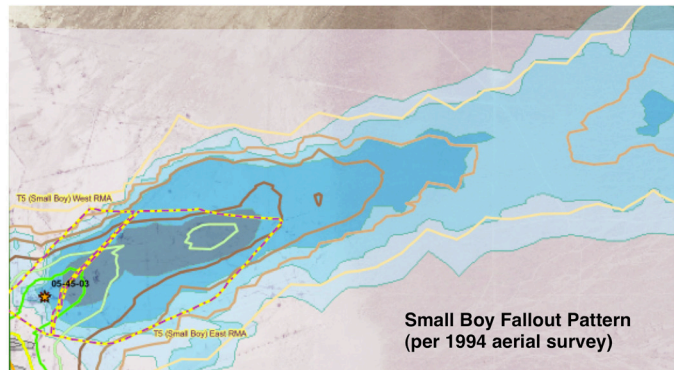 T5 (Small Boy) West RMA
05-45-03
T5 (Small Boy) East RMA
Small Boy Fallout Pattern
(per 1994 aerial survey)